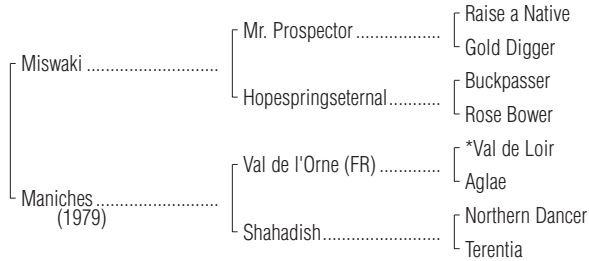 Raise a Native
Mr. Prospector ..................
Gold Digger
Miswaki ............................
Buckpasser
Hopespringseternal...........
Rose Bower
*Val de Loir
Val de l'Orne (FR) .............
Aglae
Maniches..........................
(1979)
Northern Dancer
Shahadish.........................
Terentia